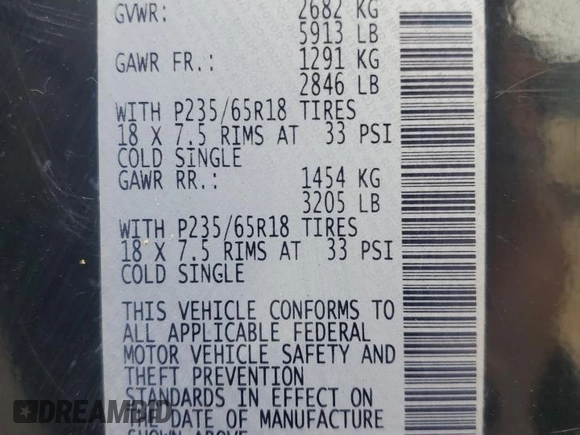 GVWR: 2682 KG
5913 LB
GAWR FR.: 1291 KG
2846 LB
WITH P235/65R18 TIRES
18 X 7.5 RIMS AT 33 PSI
COLD SINGLE
GAWR RR.: 1454 KG
3205 LB
WITH P235/65R18 TIRES
18 X 7.5 RIMS AT 33 PSI
COLD SINGLE
THIS VEHICLE CONFORMS TO
ALL APPLICABLE FEDERAL
MOTOR VEHICLE SAFETY AND
THEFT PREVENTION
STANDARDS IN EFFECT ON
THE DATE OF MANUFACTURE
SHOWN ABOVE
DREAMBID